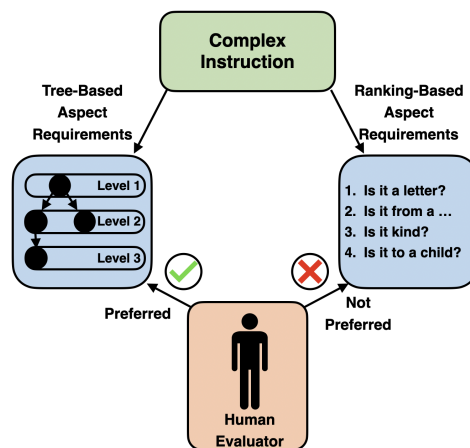 Complex
Instruction
Tree-Based
Aspect
Requirements
Ranking-Based
Aspect
Requirements
Level 1
Level 2
Level 3
1. Is it a letter?
2. Is it from a ...
3. Is it kind?
4. Is it to a child?
Preferred
Not
Preferred
Human
Evaluator